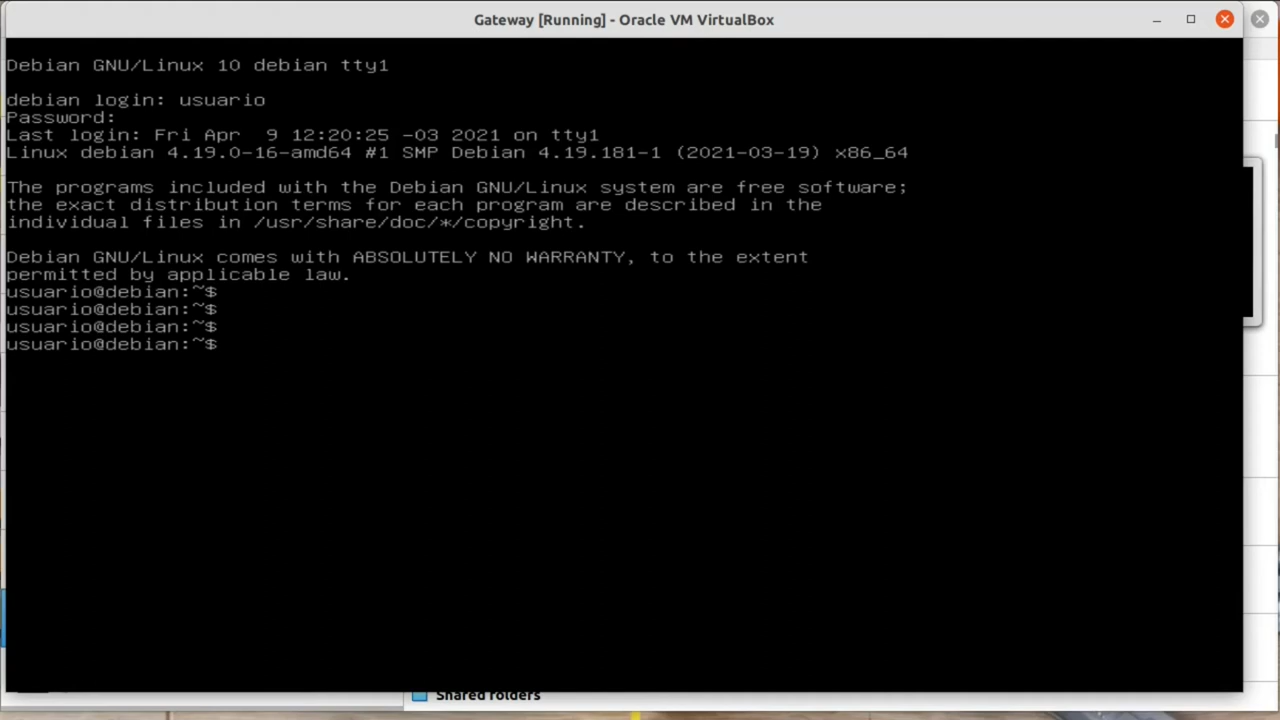 Gateway [Running] - Oracle VM VirtualBox
Debian GNU/Linux 10 debian tty1
debian login: usuario
Password:
Last login: Fri Apr  9 12:20:25 -03 2021 on tty1
Linux debian 4.19.0-16-amd64 #1 SMP Debian 4.19.181-1 (2021-03-19) x86_64
The programs included with the Debian GNU/Linux system are free software;
the exact distribution terms for each program are described in the
individual files in /usr/share/doc/*/copyright.
Debian GNU/Linux comes with ABSOLUTELY NO WARRANTY, to the extent
permitted by applicable law.
usuario@debian:~$
usuario@debian:~$
usuario@debian:~$
usuario@debian:~$
Shared folders